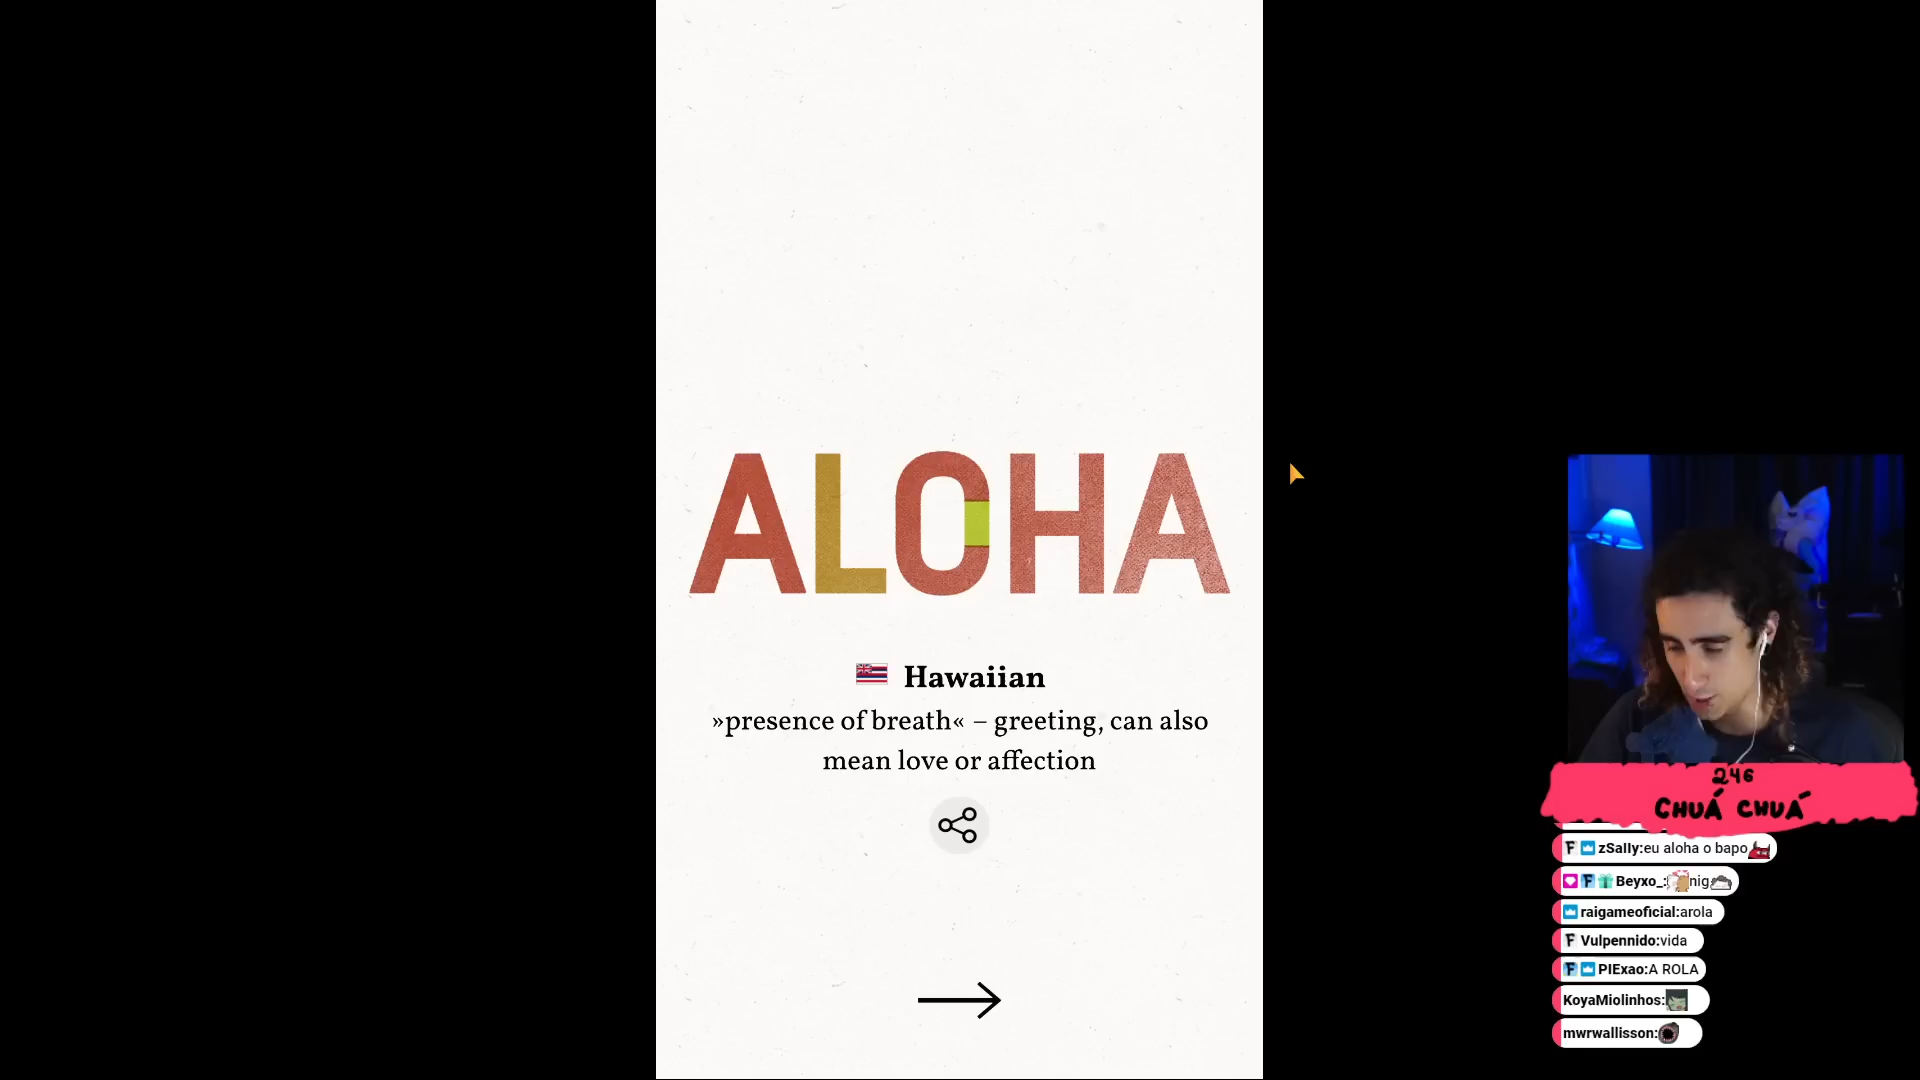 ALOHA
Hawaiian
»presence of breath« – greeting, can also
mean love or affection
246
CHUÁ CHUÁ
zSally:eu aloha o bapo
Beyxo_:nig
raigameoficial:arola
Vulpennido:vida
PIExao:A ROLA
KoyaMiolinhos:
mwrwallisson: